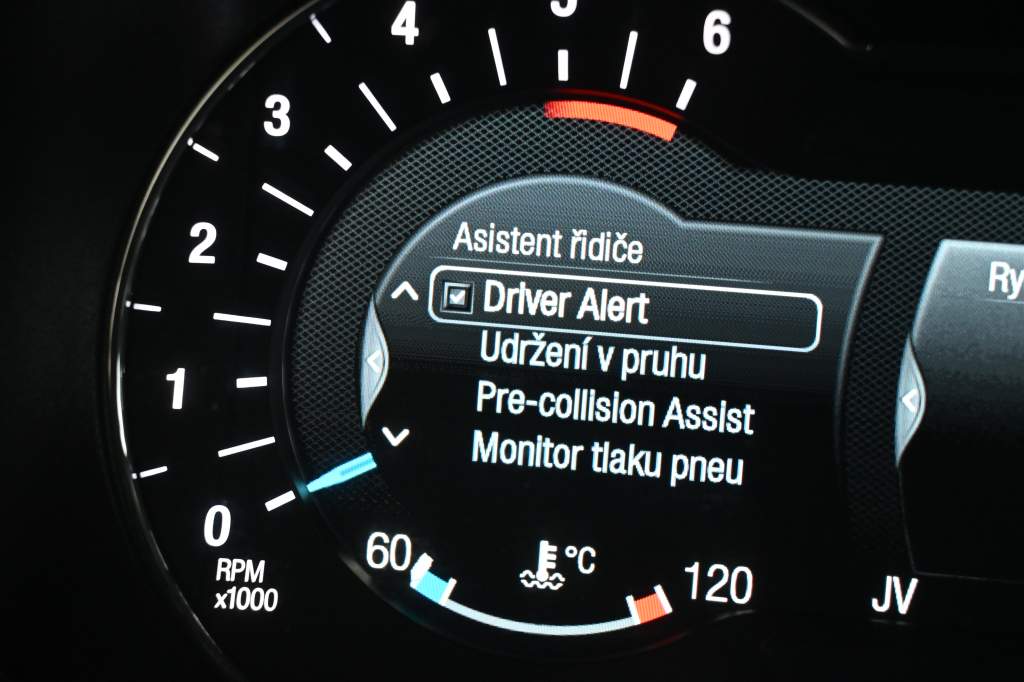 4
5
6
3
2
1
0
RPM
x1000
Asistent řidiče
Driver Alert
Udržení v pruhu
Pre-collision Assist
Monitor tlaku pneu
60
°C
120
Ry
JV